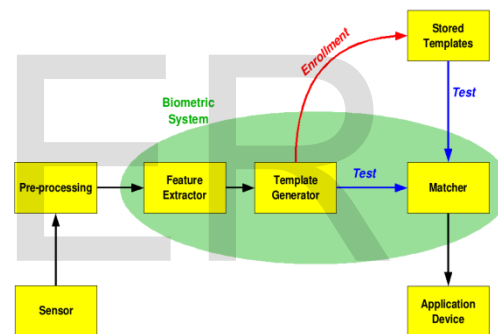 Stored
Templates
Enrollment
Test
Biometric
System
Pre-processing
Feature
Extractor
Template
Generator
Test
Matcher
Sensor
Application
Device
ER